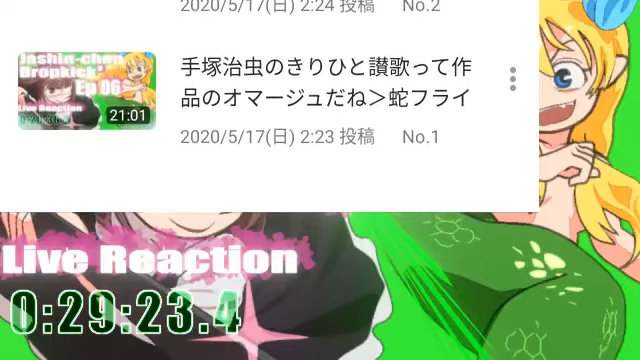 2020/5/17(日) 2:24 投稿 No.2
Jashin-chan
Dropkick'
Ep 06
Live Reaction
21:01
手塚治虫のきりひと讃歌って作
品のオマージュだね＞蛇フライ
2020/5/17(日) 2:23 投稿 No.1
Live Reaction
0:29:23.4